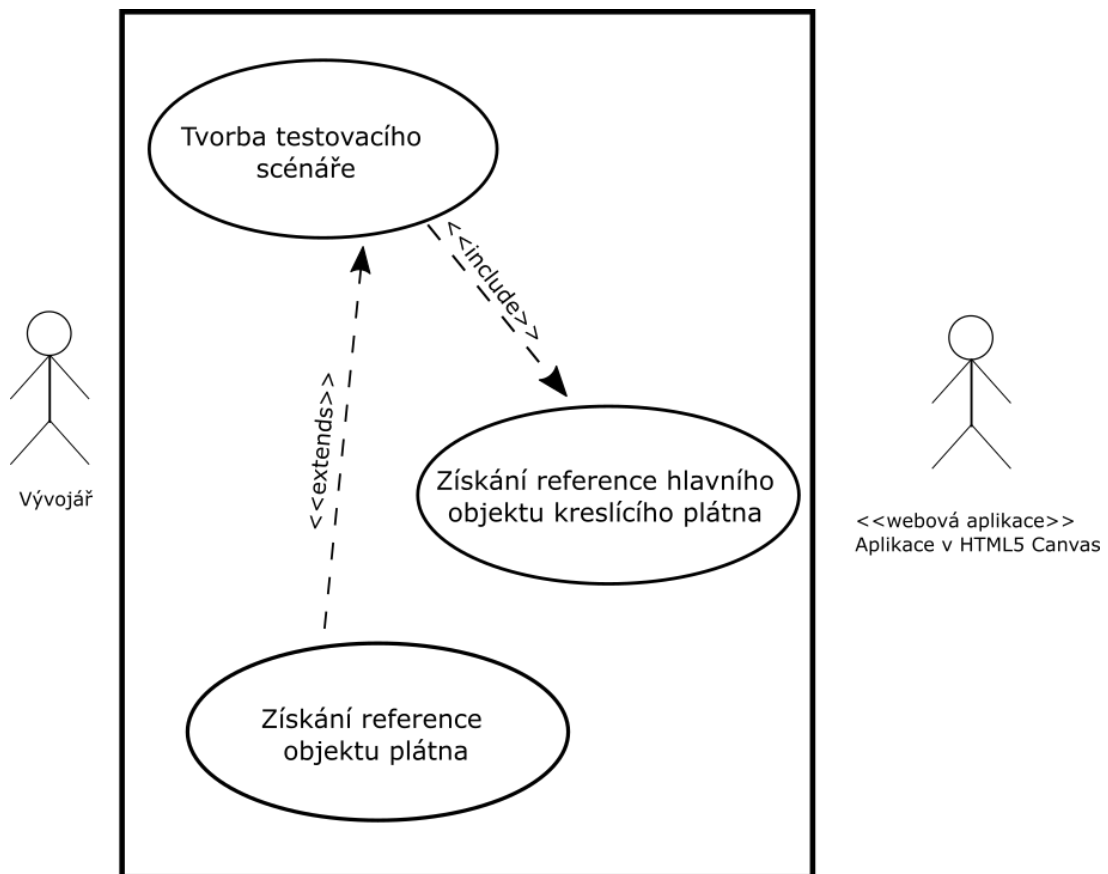 Tvorba testovacího
scénáře
<<include>>
<<extends>>
Získání reference hlavního
objektu kreslícího plátna
Vývojář
<<webová aplikace>>
Aplikace v HTML5 Canvas
Získání reference
objektu plátna